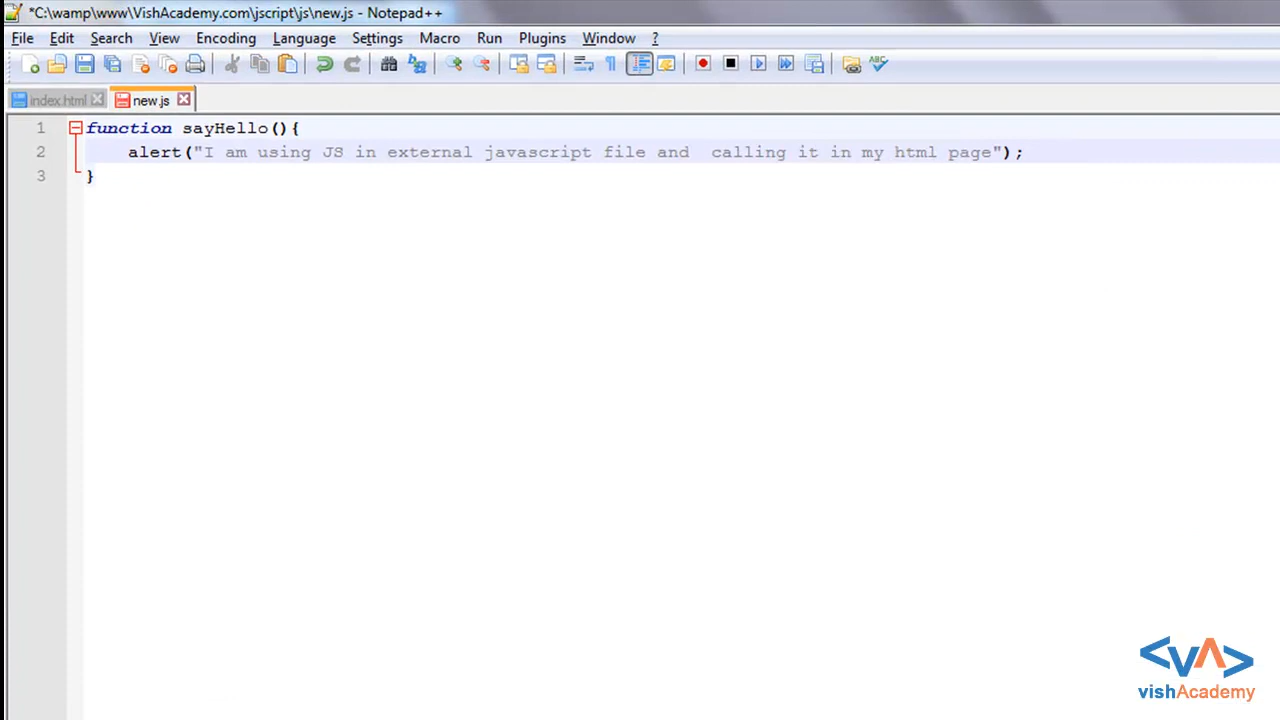 *C:\wamp\www\VishAcademy.com\jscript\js\new.js - Notepad++
File Edit Search View Encoding Language Settings Macro Run Plugins Window ?
index.html new.js
1 function sayHello(){
2 alert("I am using JS in external javascript file and  calling it in my html page");
3 }
<VA>
vishAcademy